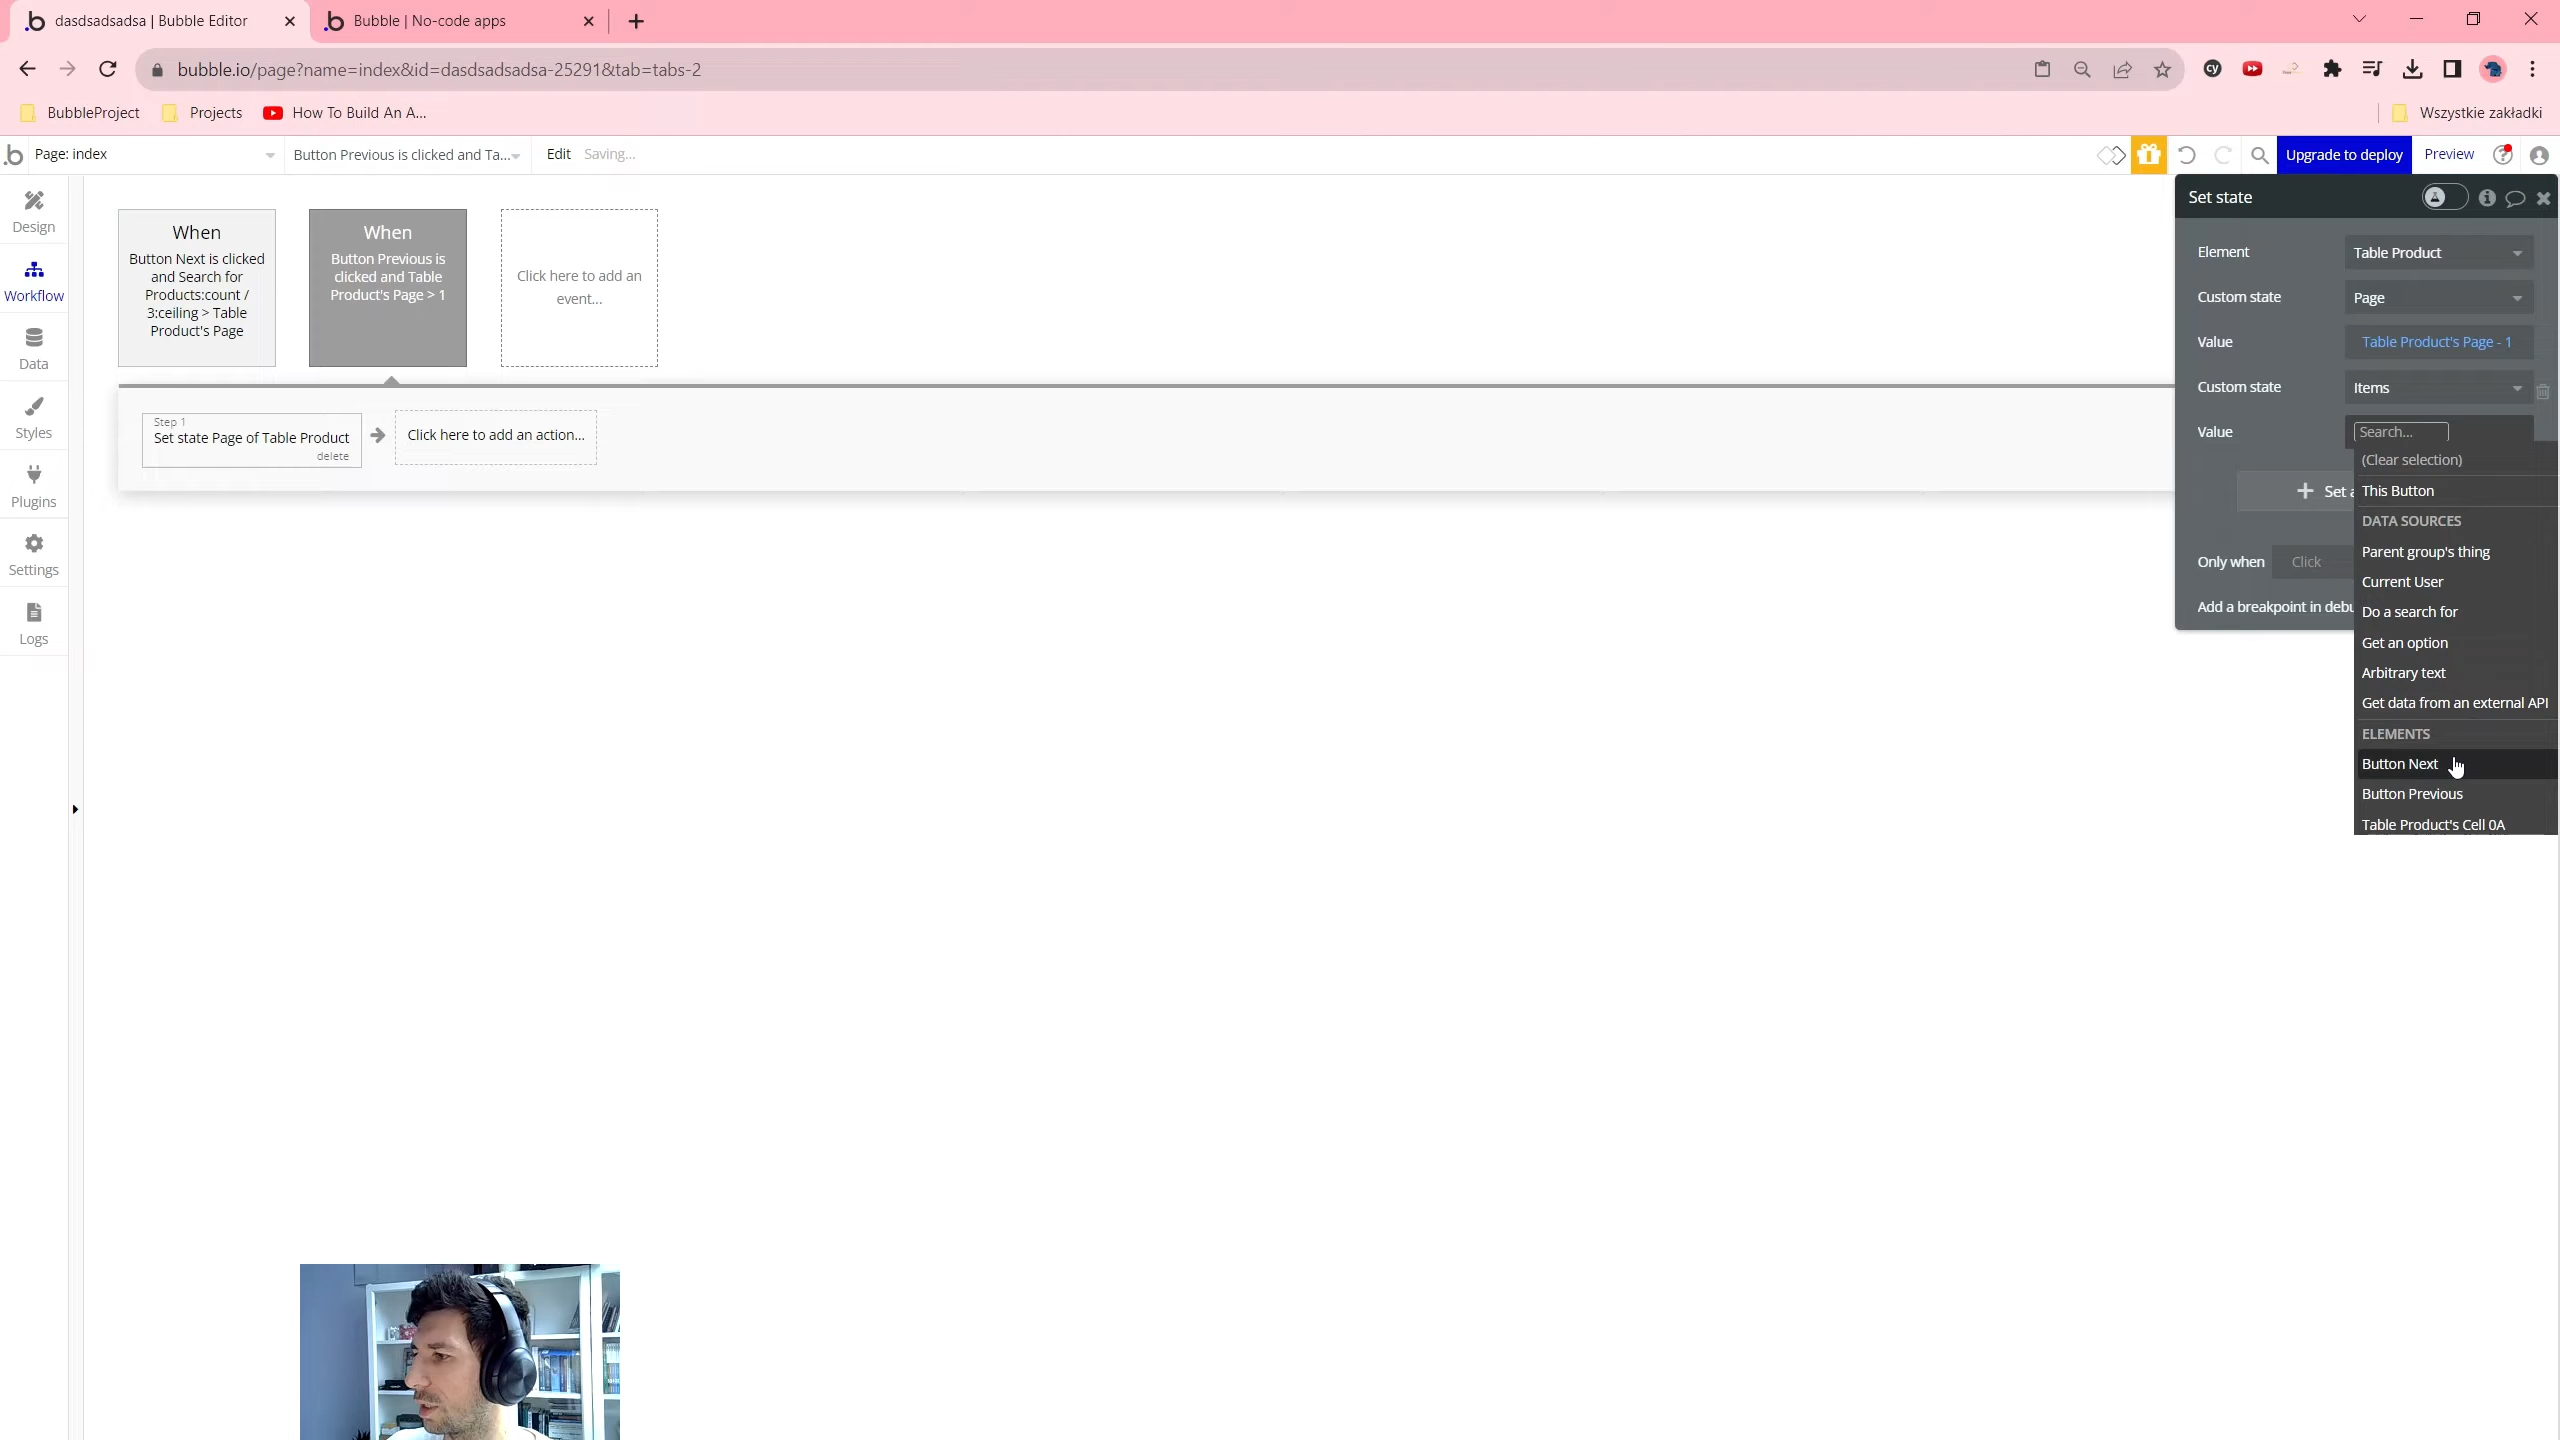 dasdsadsadsa | Bubble Editor
Bubble | No-code apps
bubble.io/page?name=index&id=dasdsadsadsa-25291&tab=tabs-2
BubbleProject
Projects
How To Build An A...
Wszystkie zakładki
Page: index
Button Previous is clicked and Ta...
Edit
Saving...
Upgrade to deploy
Preview
Design
Workflow
Data
Styles
Plugins
Settings
Logs
When
Button Next is clicked
and Search for
Products:count /
3:ceiling > Table
Product's Page
When
Button Previous is
clicked and Table
Product's Page > 1
Click here to add an
event...
Step 1
Set state Page of Table Product
delete
Click here to add an action...
Set state
Element
Table Product
Custom state
Page
Value
Table Product's Page - 1
Custom state
Items
Value
Search...
Set a
Only when
Click
Add a breakpoint in debu
(Clear selection)
This Button
DATA SOURCES
Parent group's thing
Current User
Do a search for
Get an option
Arbitrary text
Get data from an external API
ELEMENTS
Button Next
Button Previous
Table Product's Cell 0A